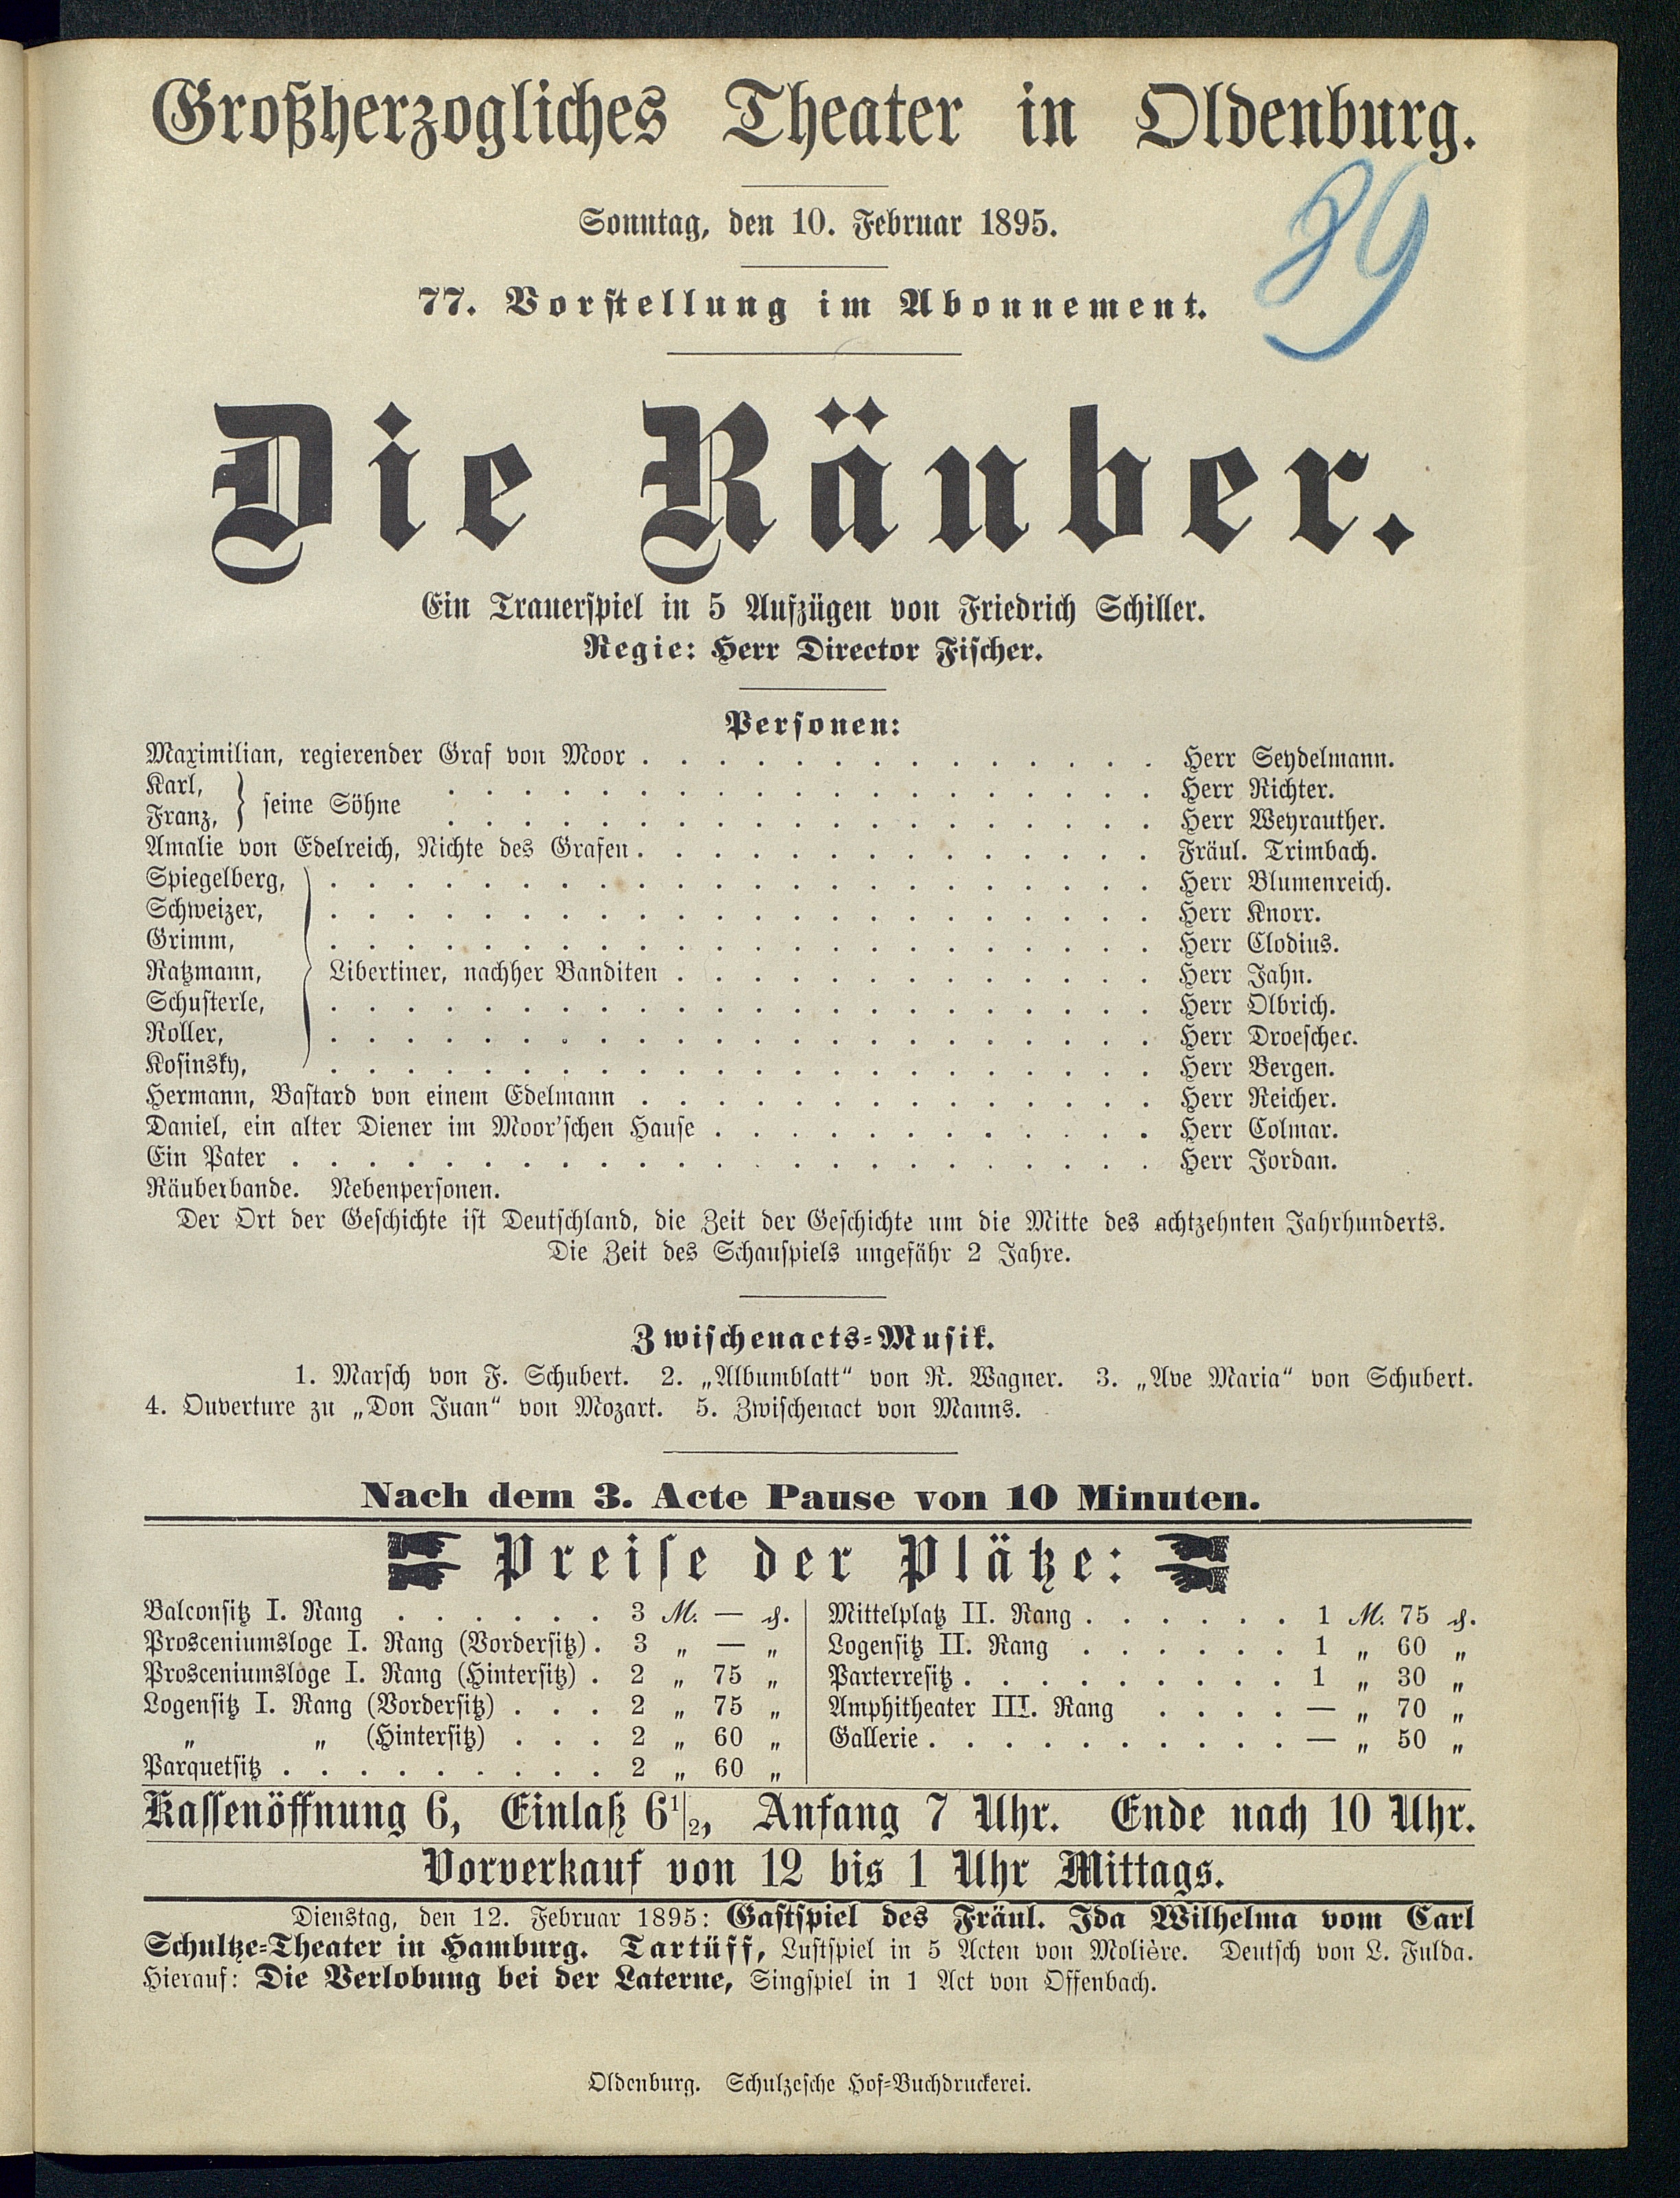 Großherzogliches Theater in Oldenburg.
89
Sonntag, den 10. Februar 1895.
77. Vorstellung im Abonnement.
Die Räuber.
Ein Trauerspiel in 5 Aufzügen von Friedrich Schiller.
Regie: Herr Director Fischer.
Personen:
Maximilian, regierender Graf von Moor . . . . . . . . . . . . . . Herr Seydelmann.
Karl, } seine Söhne . . . . . . . . . . . . . . . . . . . Herr Richter.
Franz, . . . . . . . . . . . . . . . . . . . Herr Weyrauther.
Amalie von Edelreich, Nichte des Grafen . . . . . . . . . . . . . . Fräul. Trimbach.
Spiegelberg, . . . . . . . . . . . . . . . . . . . . . . Herr Blumenreich.
Schweizer, . . . . . . . . . . . . . . . . . . . . . . Herr Knorr.
Grimm, . . . . . . . . . . . . . . . . . . . . . . Herr Clodius.
Ratzmann, } Libertiner, nachher Banditen . . . . . . . . . . . . . Herr Jahn.
Schusterle, . . . . . . . . . . . . . . . . . . . . . . Herr Olbrich.
Roller, . . . . . . . . . . . . . . . . . . . . . . Herr Droescher.
Kosinsky, . . . . . . . . . . . . . . . . . . . . . . Herr Bergen.
Hermann, Bastard von einem Edelmann . . . . . . . . . . . . . . Herr Reicher.
Daniel, ein alter Diener im Moor'schen Hause . . . . . . . . . . . . Herr Colmar.
Ein Pater . . . . . . . . . . . . . . . . . . . . . . . Herr Jordan.
Räuberbande. Nebenpersonen.
Der Ort der Geschichte ist Deutschland, die Zeit der Geschichte um die Mitte des achtzehnten Jahrhunderts.
Die Zeit des Schauspiels ungefähr 2 Jahre.
Zwischenacts-Musik.
1. Marsch von F. Schubert. 2. „Albumblatt“ von R. Wagner. 3. „Ave Maria“ von Schubert.
4. Ouverture zu „Don Juan“ von Mozart. 5. Zwischenact von Manns.
Nach dem 3. Acte Pause von 10 Minuten.
Preise der Plätze:
Balconsitz I. Rang . . . . . . 3 M. — ₰.
Prosceniumsloge I. Rang (Vordersitz) . 3 „ — „
Prosceniumsloge I. Rang (Hintersitz) . 2 „ 75 „
Logensitz I. Rang (Vordersitz) . . . 2 „ 75 „
„ „ (Hintersitz) . . . 2 „ 60 „
Parquetsitz . . . . . . . . . 2 „ 60 „
Mittelplatz II. Rang . . . . . . 1 M. 75 ₰.
Logensitz II. Rang . . . . . . 1 „ 60 „
Parterresitz . . . . . . . . . 1 „ 30 „
Amphitheater III. Rang . . . . — „ 70 „
Gallerie . . . . . . . . . . — „ 50 „
Kassenöffnung 6, Einlaß 6 1/2, Anfang 7 Uhr. Ende nach 10 Uhr.
Vorverkauf von 12 bis 1 Uhr Mittags.
Dienstag, den 12. Februar 1895: Gastspiel des Fräul. Ida Wilhelma vom Carl
Schultze-Theater in Hamburg. Tartüff, Lustspiel in 5 Acten von Molière. Deutsch von L. Fulda.
Hierauf: Die Verlobung bei der Laterne, Singspiel in 1 Act von Offenbach.
Oldenburg. Schulzesche Hof-Buchdruckerei.